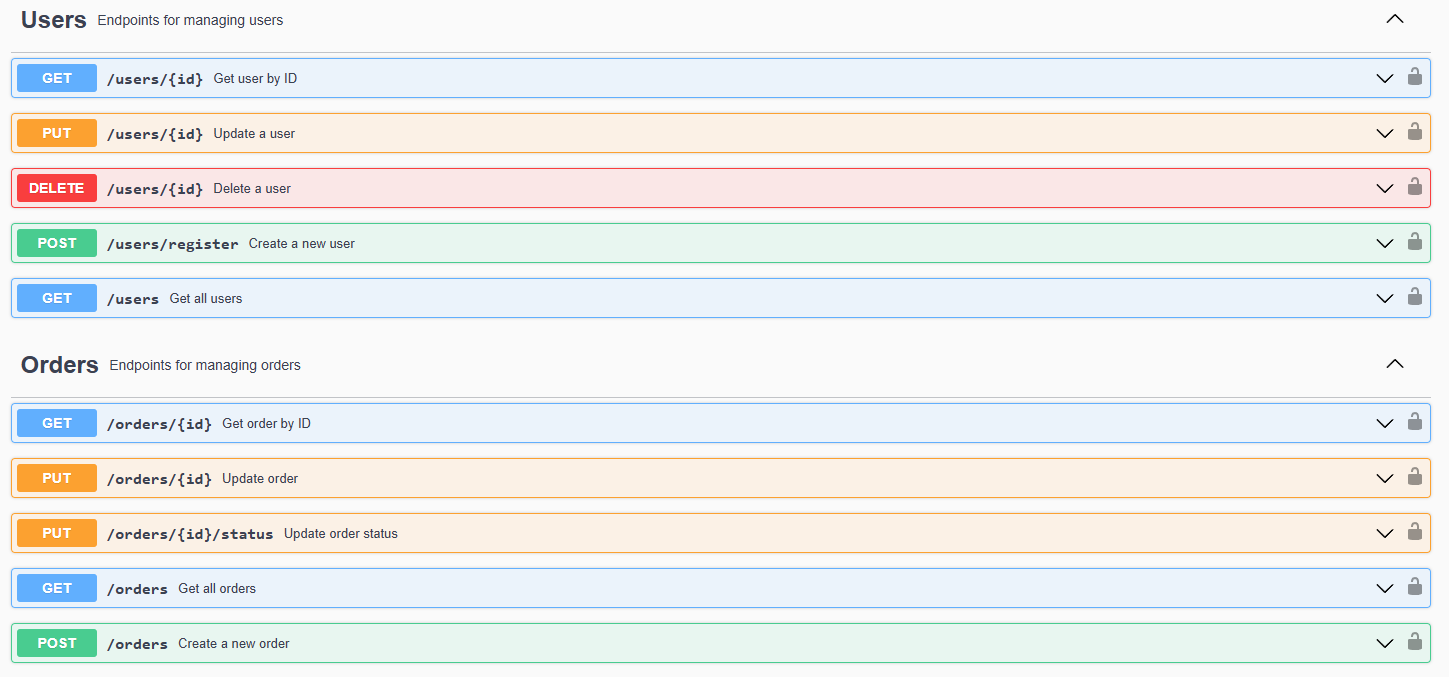 Users Endpoints for managing users
GET /users/{id} Get user by ID
PUT /users/{id} Update a user
DELETE /users/{id} Delete a user
POST /users/register Create a new user
GET /users Get all users
Orders Endpoints for managing orders
GET /orders/{id} Get order by ID
PUT /orders/{id} Update order
PUT /orders/{id}/status Update order status
GET /orders Get all orders
POST /orders Create a new order